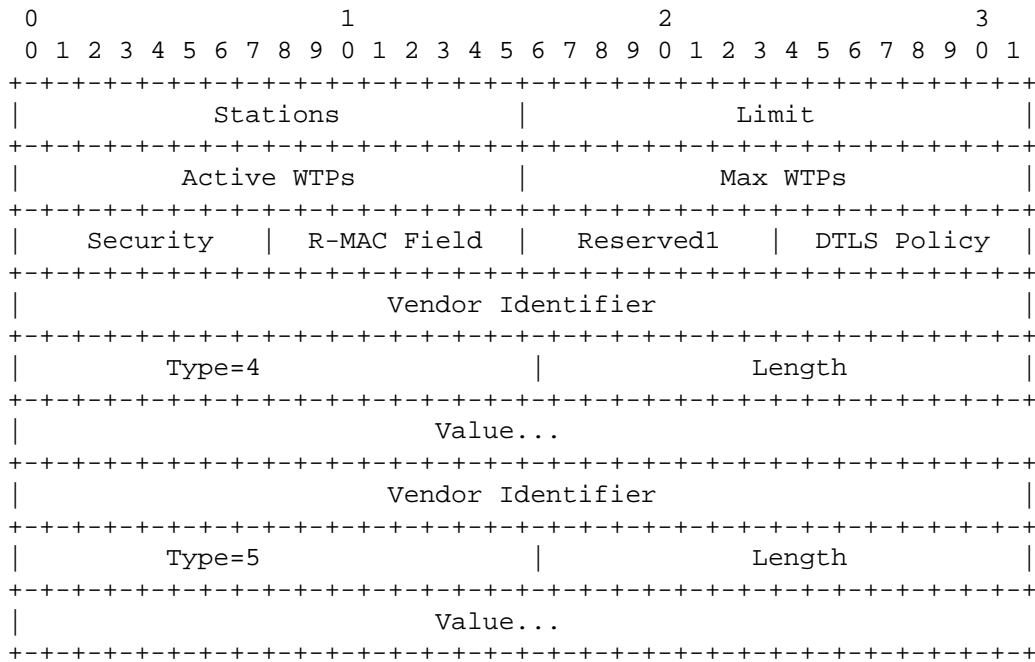 0                   1                   2                   3
 0 1 2 3 4 5 6 7 8 9 0 1 2 3 4 5 6 7 8 9 0 1 2 3 4 5 6 7 8 9 0 1
+-+-+-+-+-+-+-+-+-+-+-+-+-+-+-+-+-+-+-+-+-+-+-+-+-+-+-+-+-+-+-+-+
|            Stations           |             Limit             |
+-+-+-+-+-+-+-+-+-+-+-+-+-+-+-+-+-+-+-+-+-+-+-+-+-+-+-+-+-+-+-+-+
|          Active WTPs          |            Max WTPs           |
+-+-+-+-+-+-+-+-+-+-+-+-+-+-+-+-+-+-+-+-+-+-+-+-+-+-+-+-+-+-+-+-+
|    Security   |  R-MAC Field  |   Reserved1   |  DTLS Policy  |
+-+-+-+-+-+-+-+-+-+-+-+-+-+-+-+-+-+-+-+-+-+-+-+-+-+-+-+-+-+-+-+-+
|                       Vendor Identifier                       |
+-+-+-+-+-+-+-+-+-+-+-+-+-+-+-+-+-+-+-+-+-+-+-+-+-+-+-+-+-+-+-+-+
|         Type=4                 |             Length           |
+-+-+-+-+-+-+-+-+-+-+-+-+-+-+-+-+-+-+-+-+-+-+-+-+-+-+-+-+-+-+-+-+
|                          Value...
+-+-+-+-+-+-+-+-+-+-+-+-+-+-+-+-+-+-+-+-+-+-+-+-+-+-+-+-+-+-+-+-+
|                       Vendor Identifier                       |
+-+-+-+-+-+-+-+-+-+-+-+-+-+-+-+-+-+-+-+-+-+-+-+-+-+-+-+-+-+-+-+-+
|         Type=5                 |             Length           |
+-+-+-+-+-+-+-+-+-+-+-+-+-+-+-+-+-+-+-+-+-+-+-+-+-+-+-+-+-+-+-+-+
|                          Value...
+-+-+-+-+-+-+-+-+-+-+-+-+-+-+-+-+-+-+-+-+-+-+-+-+-+-+-+-+-+-+-+-+